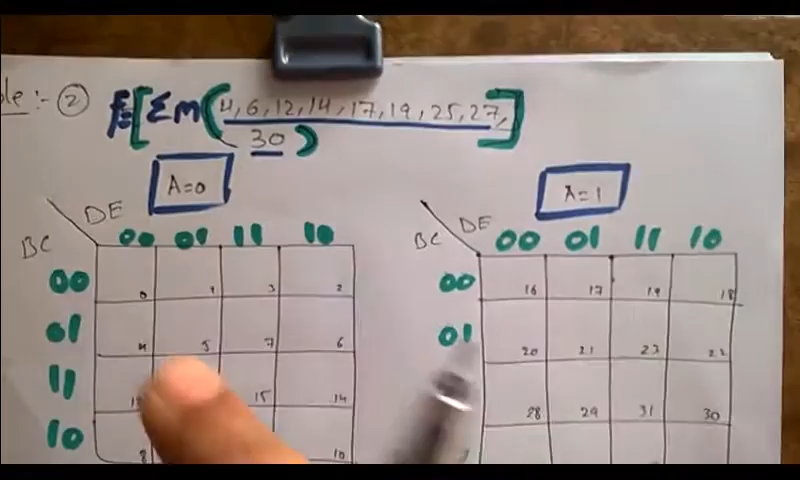 ple :- ②
F= [Σm(4,6,12,14,17,19,25,27,
30)]
A=0
A=1
DE
BC
00 01 11 10
00 0 1 3 2
01 4 5 7 6
11 15 14
10 8 10
DE
BC
00 01 11 10
00 16 17 19 18
01 20 21 23 22
28 29 31 30